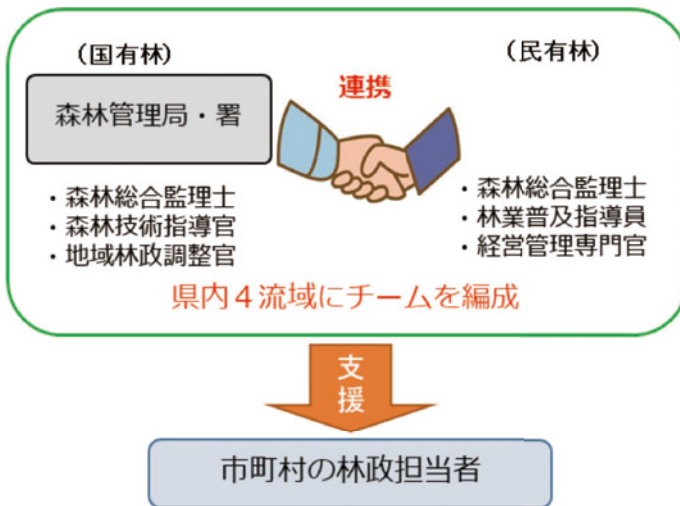 (国有林)
森林管理局・署
・森林総合監理士
・森林技術指導官
・地域林政調整官
連携
(民有林)
・森林総合監理士
・林業普及指導員
・経営管理専門官
県内4流域にチームを編成
支援
市町村の林政担当者